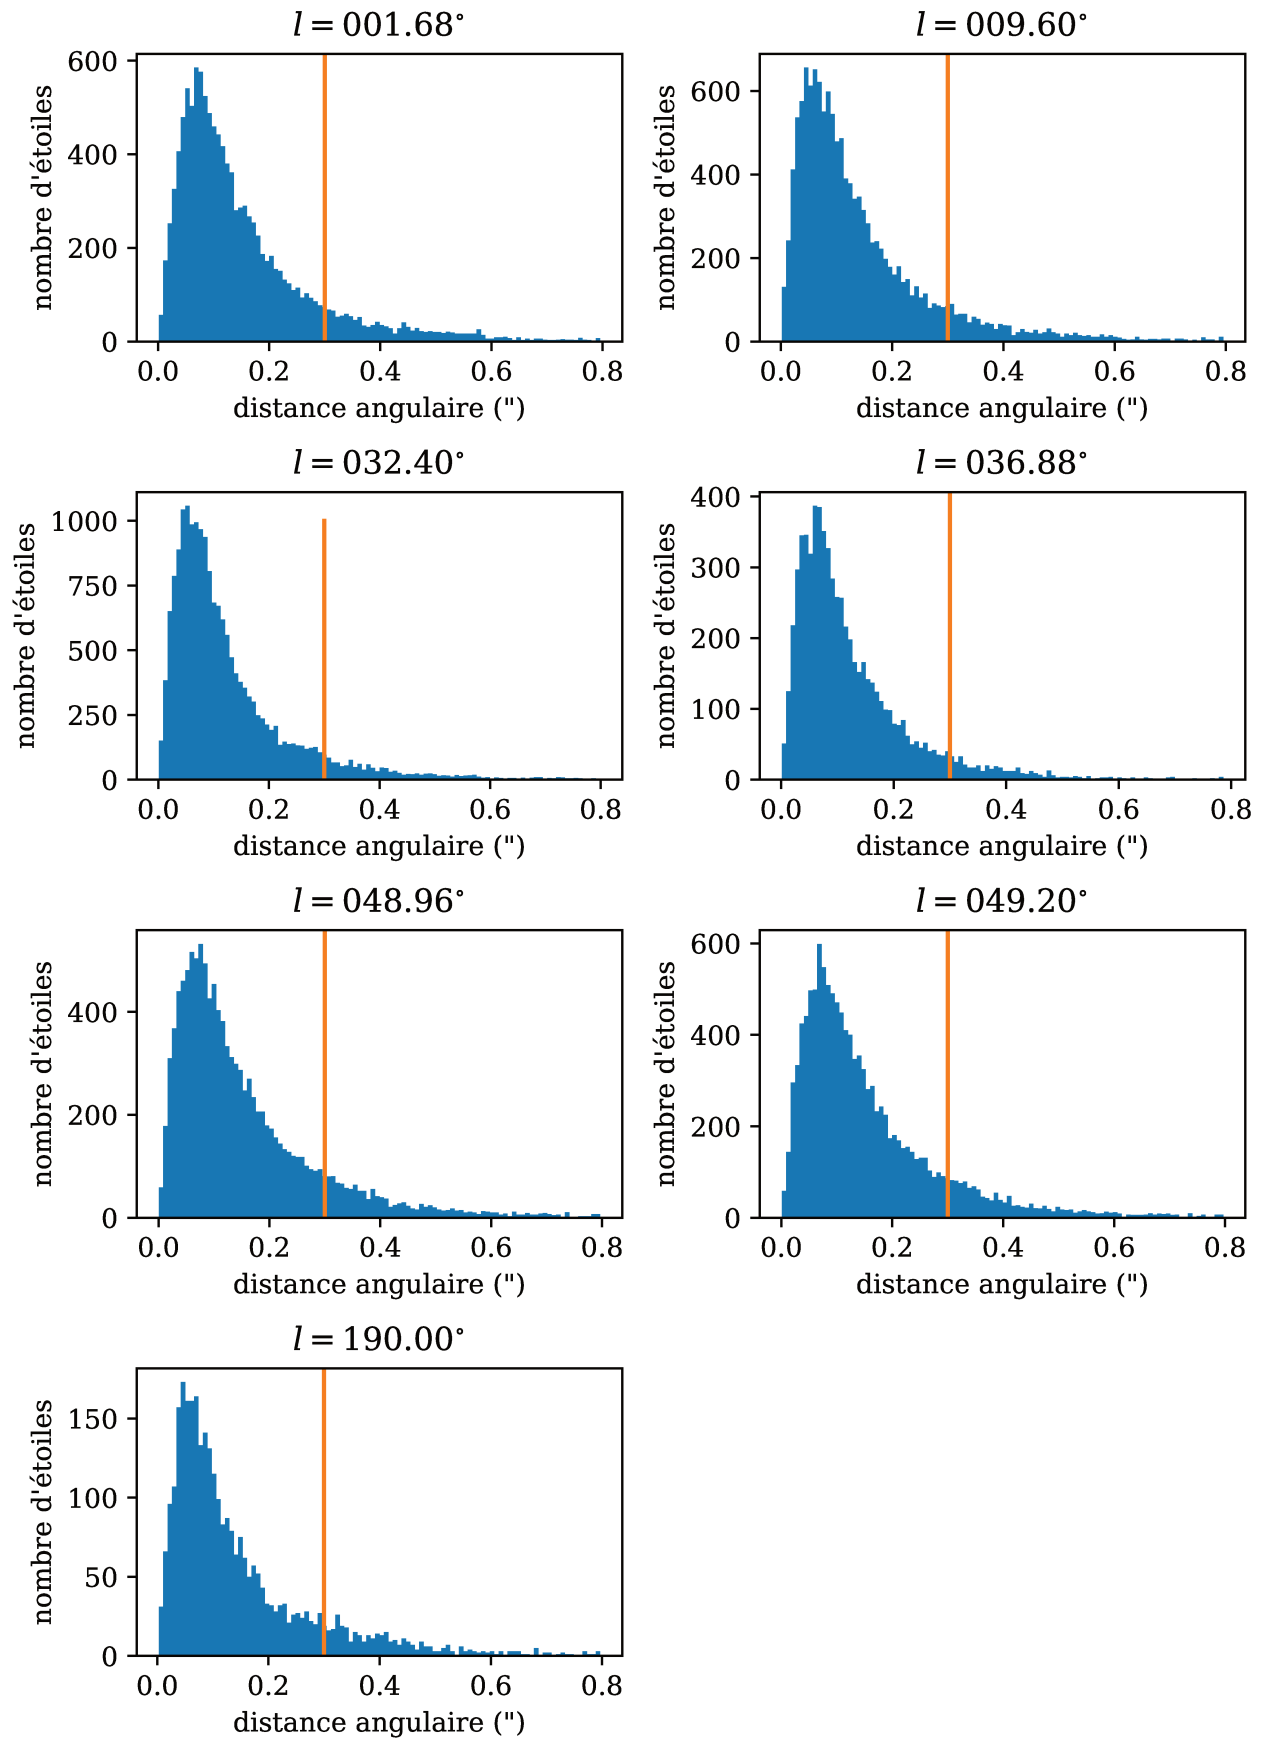 l = 001.68°
600
400
200
0
0.0 0.2 0.4 0.6 0.8
nombre d'étoiles
distance angulaire (")
l = 009.60°
600
400
200
0
0.0 0.2 0.4 0.6 0.8
nombre d'étoiles
distance angulaire (")
l = 032.40°
1000
750
500
250
0
0.0 0.2 0.4 0.6 0.8
nombre d'étoiles
distance angulaire (")
l = 036.88°
400
300
200
100
0
0.0 0.2 0.4 0.6 0.8
nombre d'étoiles
distance angulaire (")
l = 048.96°
400
200
0
0.0 0.2 0.4 0.6 0.8
nombre d'étoiles
distance angulaire (")
l = 049.20°
600
400
200
0
0.0 0.2 0.4 0.6 0.8
nombre d'étoiles
distance angulaire (")
l = 190.00°
150
100
50
0
0.0 0.2 0.4 0.6 0.8
nombre d'étoiles
distance angulaire (")